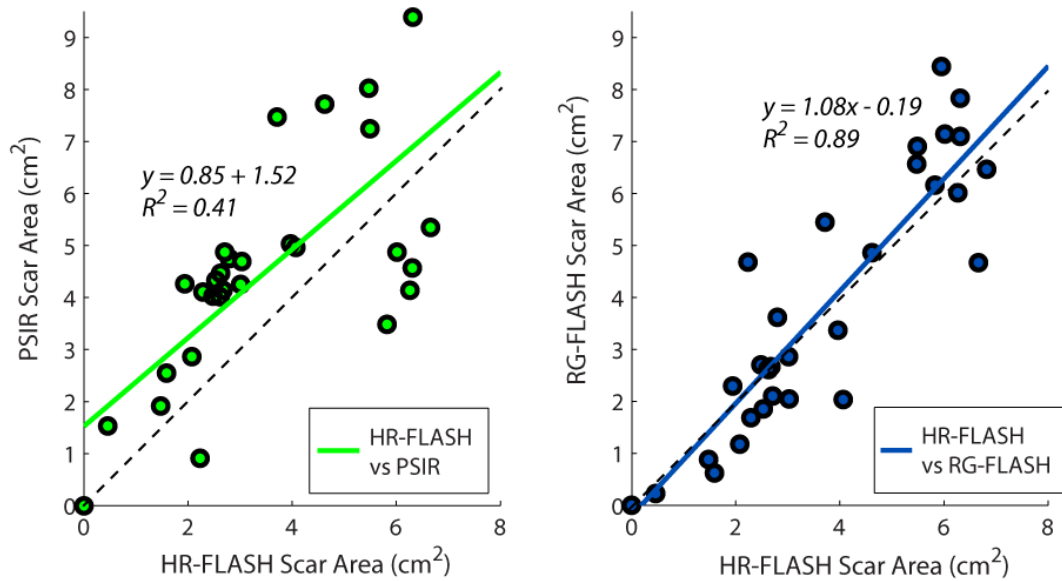 9
8
7
6
5
4
3
2
1
0
0
2
4
6
8
PSIR Scar Area (cm²)
HR-FLASH Scar Area (cm²)
y = 0.85 + 1.52
R² = 0.41
HR-FLASH
vs PSIR
9
8
7
6
5
4
3
2
1
0
0
2
4
6
8
RG-FLASH Scar Area (cm²)
HR-FLASH Scar Area (cm²)
y = 1.08x - 0.19
R² = 0.89
HR-FLASH
vs RG-FLASH